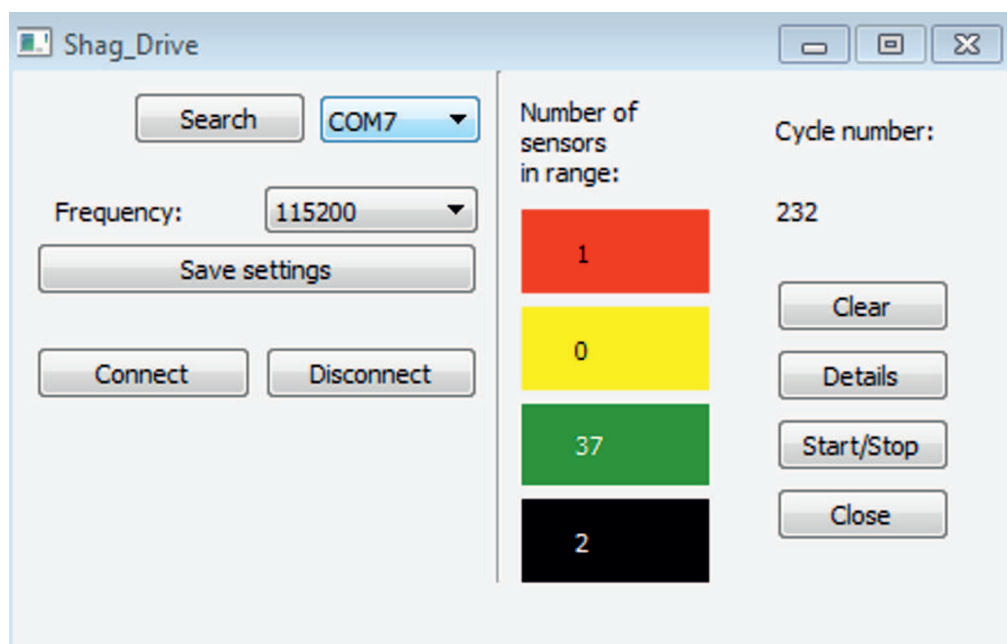 Shag_Drive
Search
COM7
Frequency:
115200
Save settings
Connect
Disconnect
Number of
sensors
in range:
1
0
37
2
Cycle number:
232
Clear
Details
Start/Stop
Close